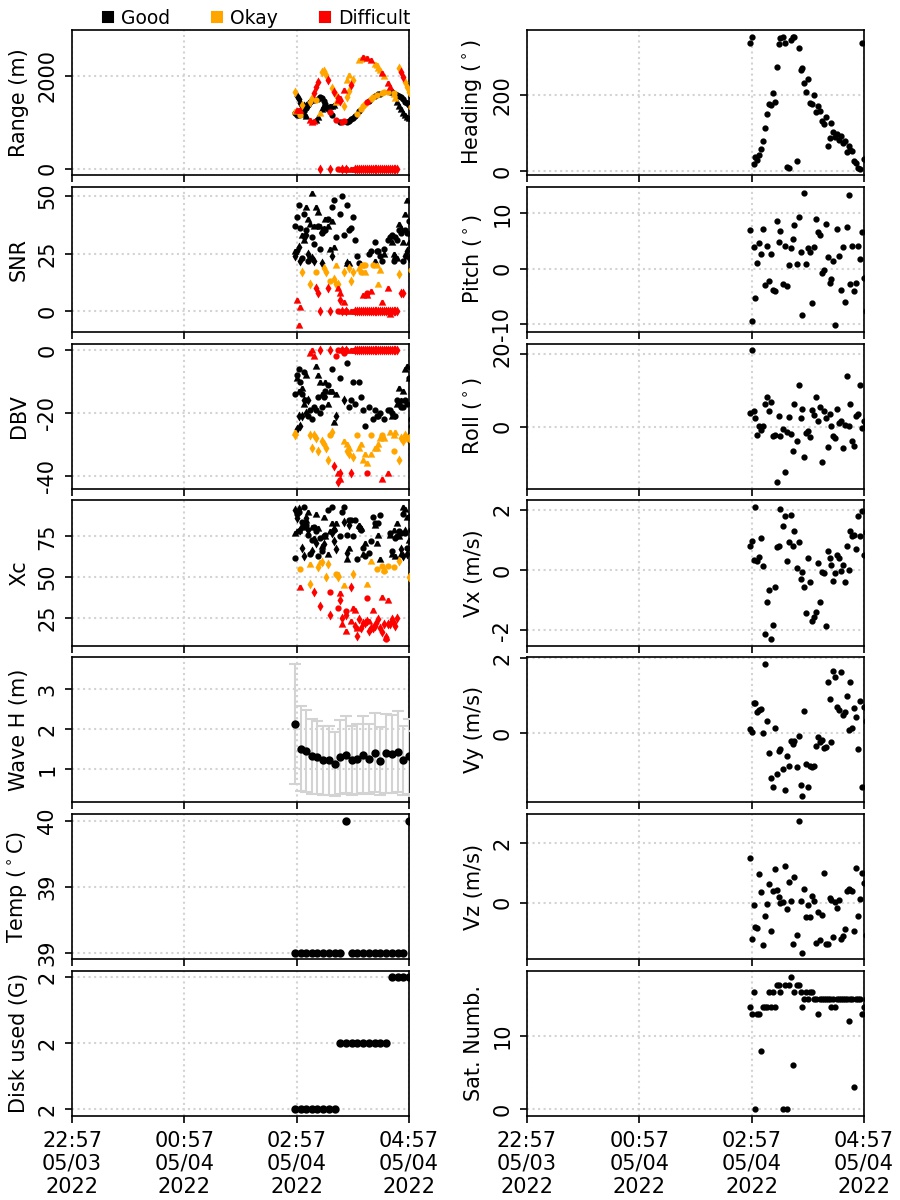 Good Okay Difficult
Range (m)
2000
0
Heading (°)
200
0
SNR
50
25
0
Pitch (°)
10
0
-10
DBV
0
-20
-40
Roll (°)
20
0
Xc
75
50
25
Vx (m/s)
2
0
-2
Wave H (m)
3
2
1
Vy (m/s)
2
0
Temp (°C)
40
39
39
Vz (m/s)
2
0
Disk used (G)
2
2
2
Sat. Numb.
10
0
22:57 00:57 02:57 04:57 22:57 00:57 02:57 04:57
05/03 05/04 05/04 05/04 05/03 05/04 05/04 05/04
2022 2022 2022 2022 2022 2022 2022 2022